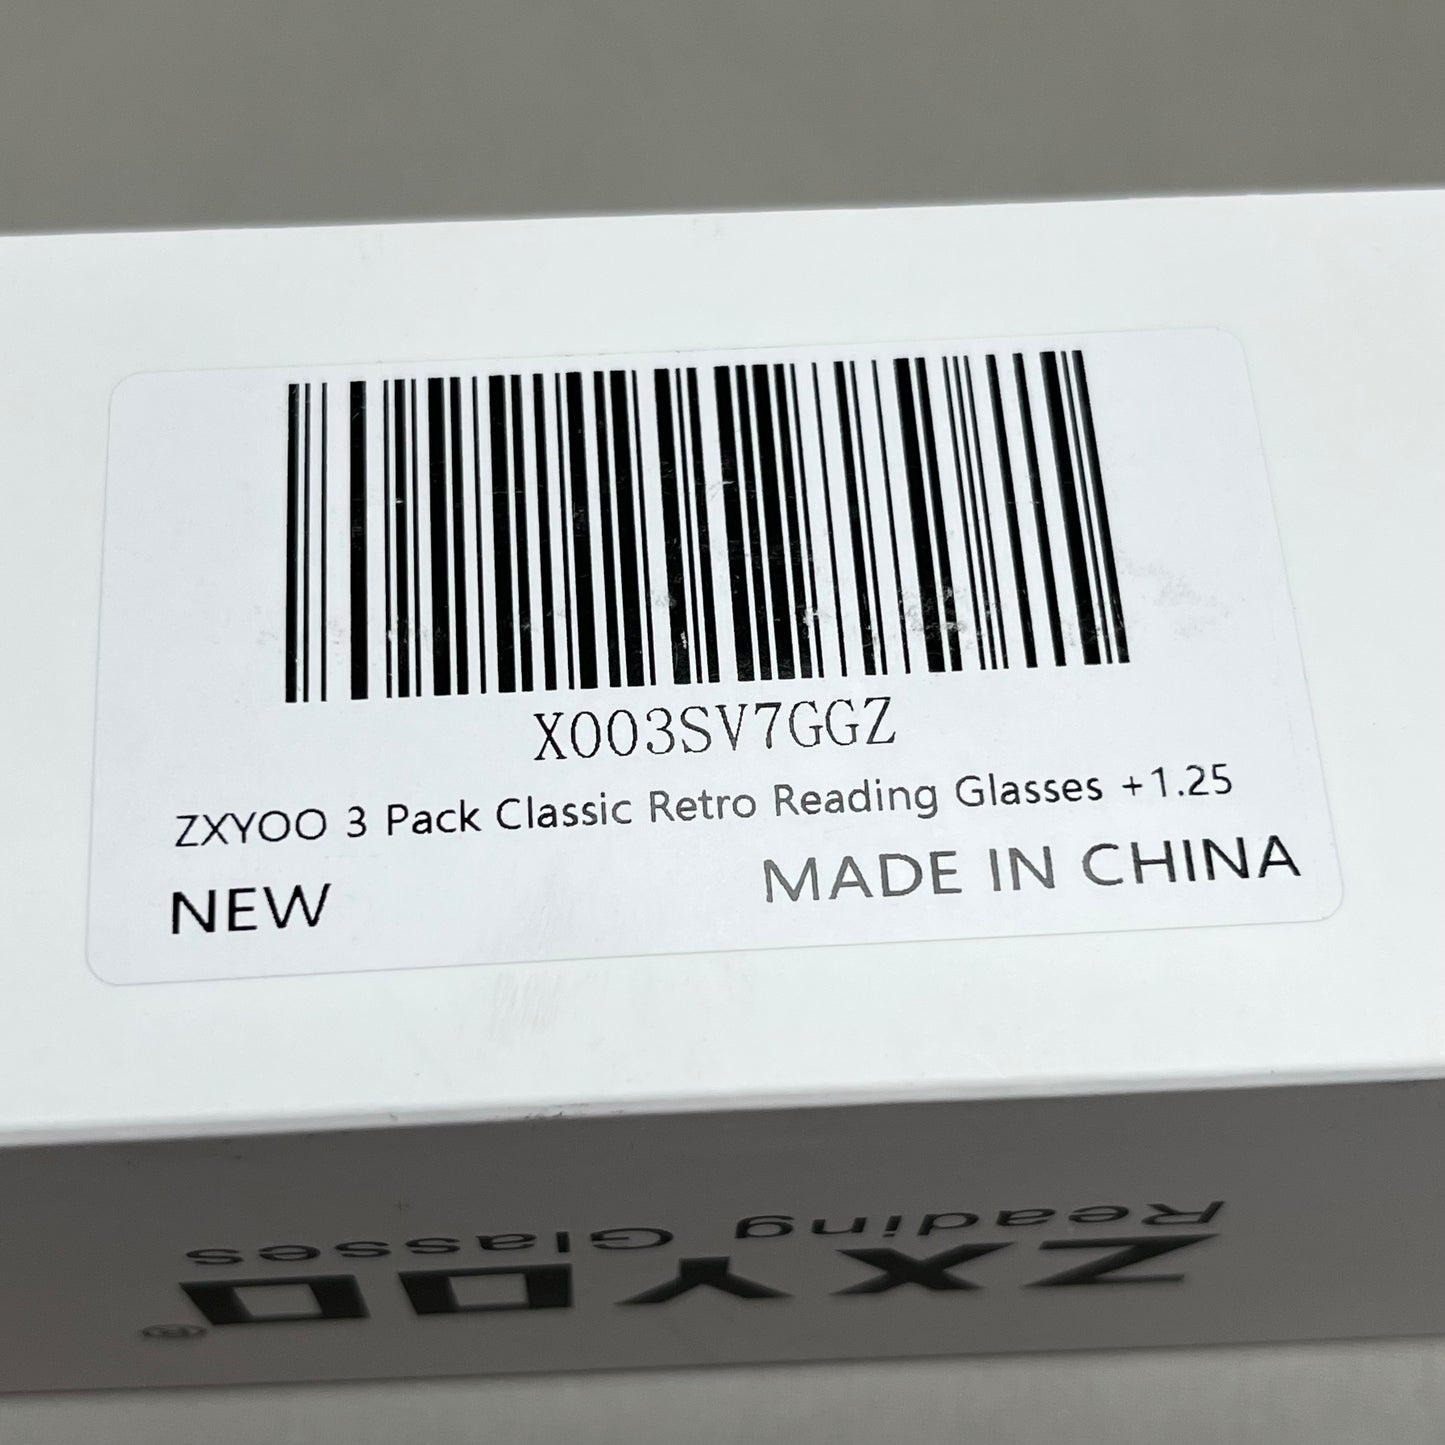 X003SV7GGZ
ZXYOO 3 Pack Classic Retro Reading Glasses +1.25
NEW
MADE IN CHINA
ZXYOO®
Reading Glasses